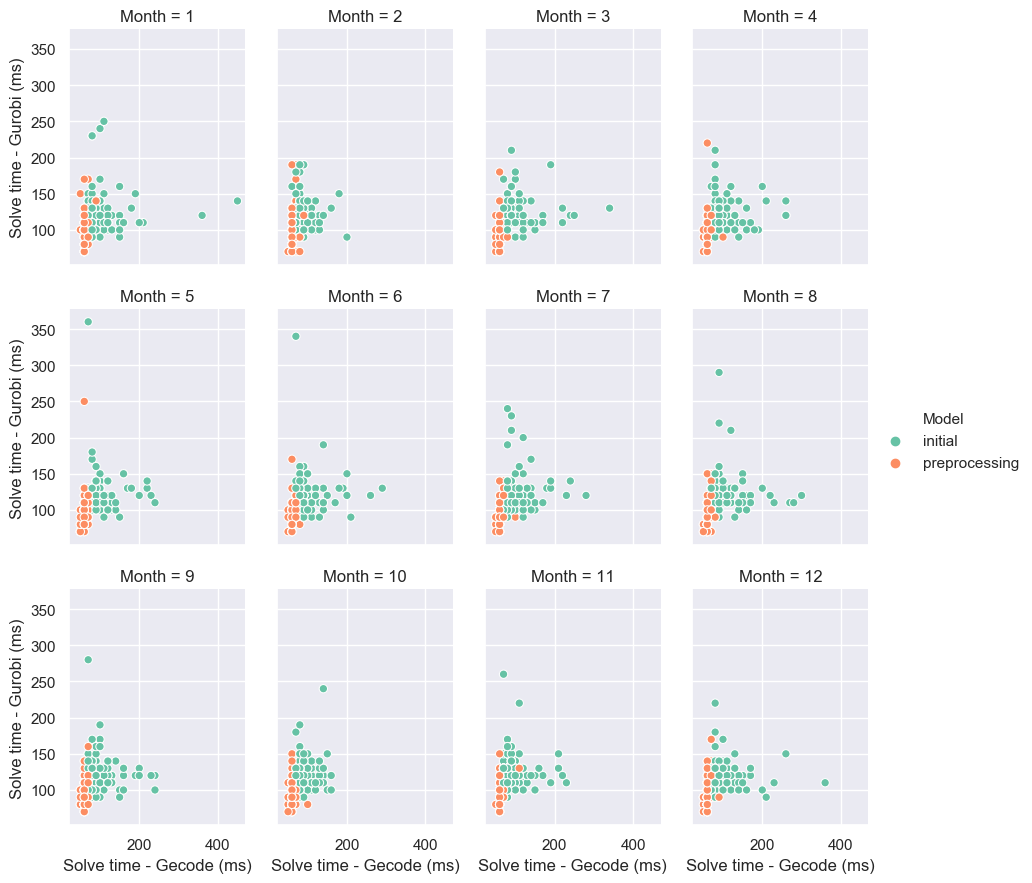 Month = 1
Month = 2
Month = 3
Month = 4
350
300
250
200
150
100
Solve time - Gurobi (ms)
Month = 5
Month = 6
Month = 7
Month = 8
350
300
250
200
150
100
Solve time - Gurobi (ms)
Model
initial
preprocessing
Month = 9
Month = 10
Month = 11
Month = 12
350
300
250
200
150
100
Solve time - Gurobi (ms)
200 400
200 400
200 400
200 400
Solve time - Gecode (ms)
Solve time - Gecode (ms)
Solve time - Gecode (ms)
Solve time - Gecode (ms)